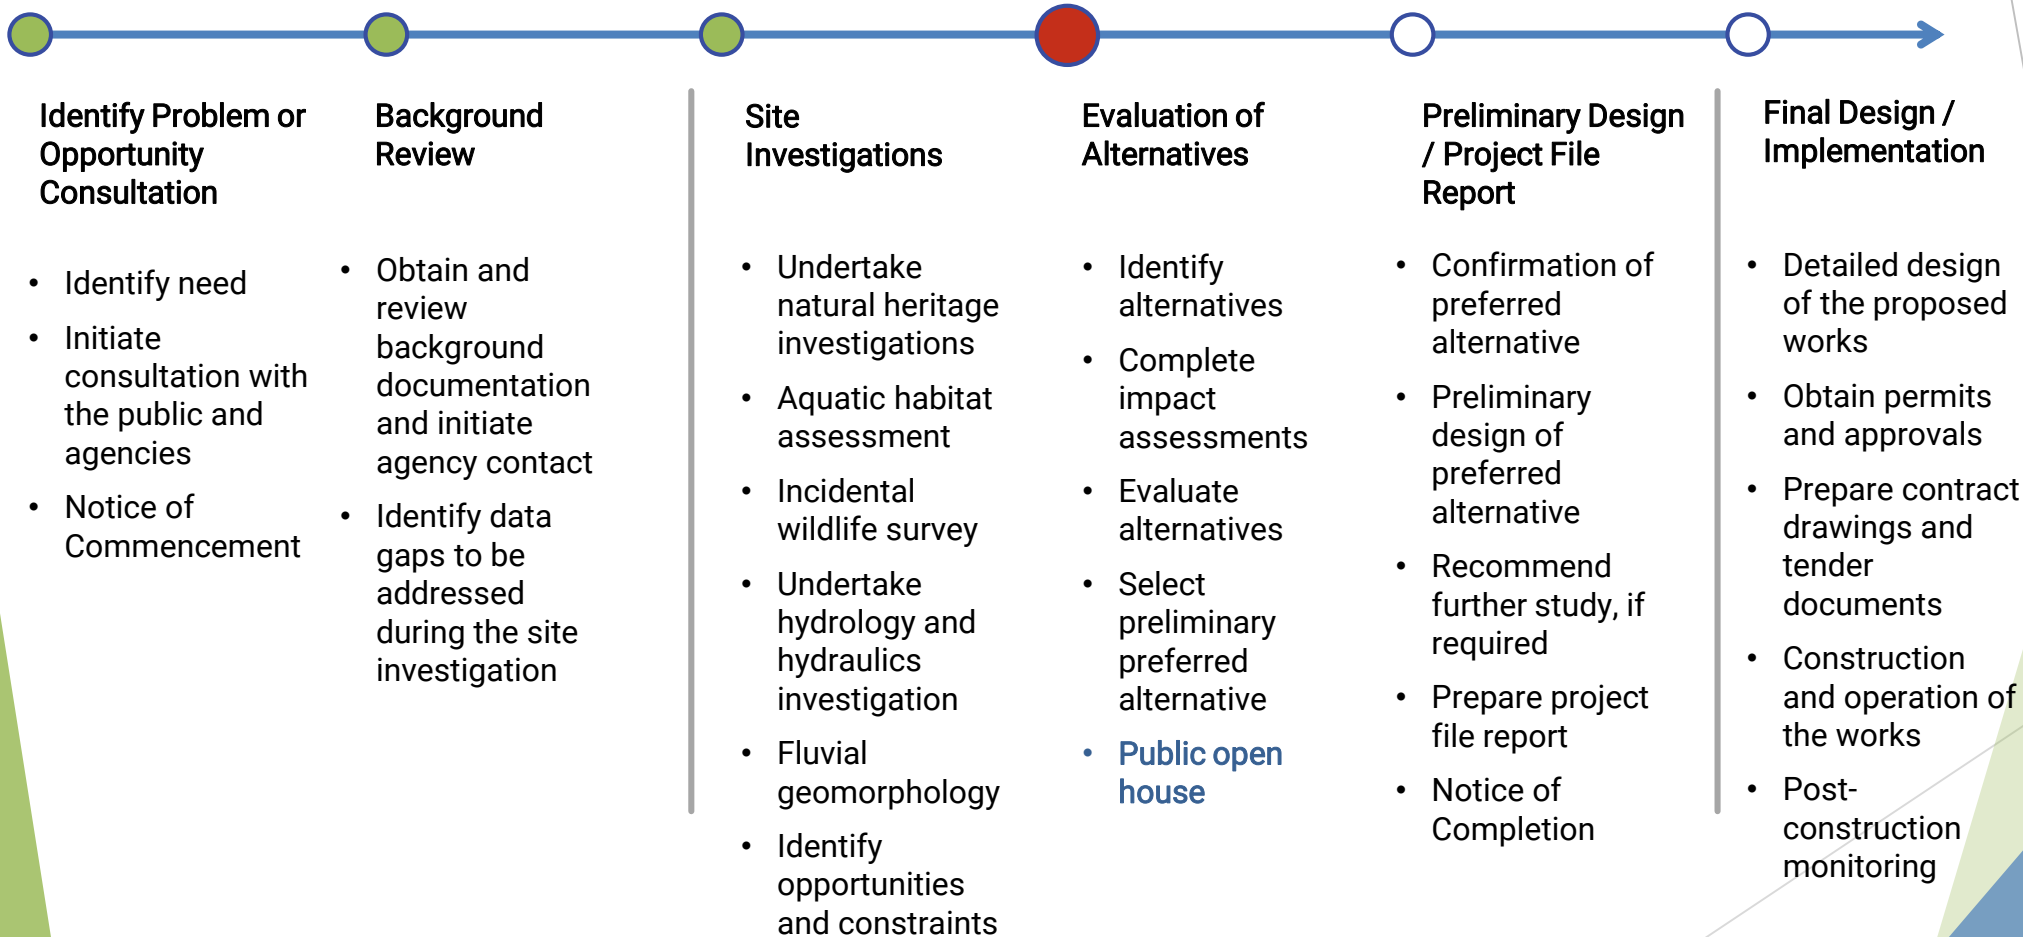 Identify Problem or
Opportunity
Consultation
• Identify need
• Initiate
consultation with
the public and
agencies
• Notice of
Commencement
Background
Review
• Obtain and
review
background
documentation
and initiate
agency contact
• Identify data
gaps to be
addressed
during the site
investigation
Site
Investigations
• Undertake
natural heritage
investigations
• Aquatic habitat
assessment
• Incidental
wildlife survey
• Undertake
hydrology and
hydraulics
investigation
• Fluvial
geomorphology
• Identify
opportunities
and constraints
Evaluation of
Alternatives
• Identify
alternatives
• Complete
impact
assessments
• Evaluate
alternatives
• Select
preliminary
preferred
alternative
• Public open
house
Preliminary Design
/ Project File
Report
• Confirmation of
preferred
alternative
• Preliminary
design of
preferred
alternative
• Recommend
further study, if
required
• Prepare project
file report
• Notice of
Completion
Final Design /
Implementation
• Detailed design
of the proposed
works
• Obtain permits
and approvals
• Prepare contract
drawings and
tender
documents
• Construction
and operation of
the works
• Post-
construction
monitoring